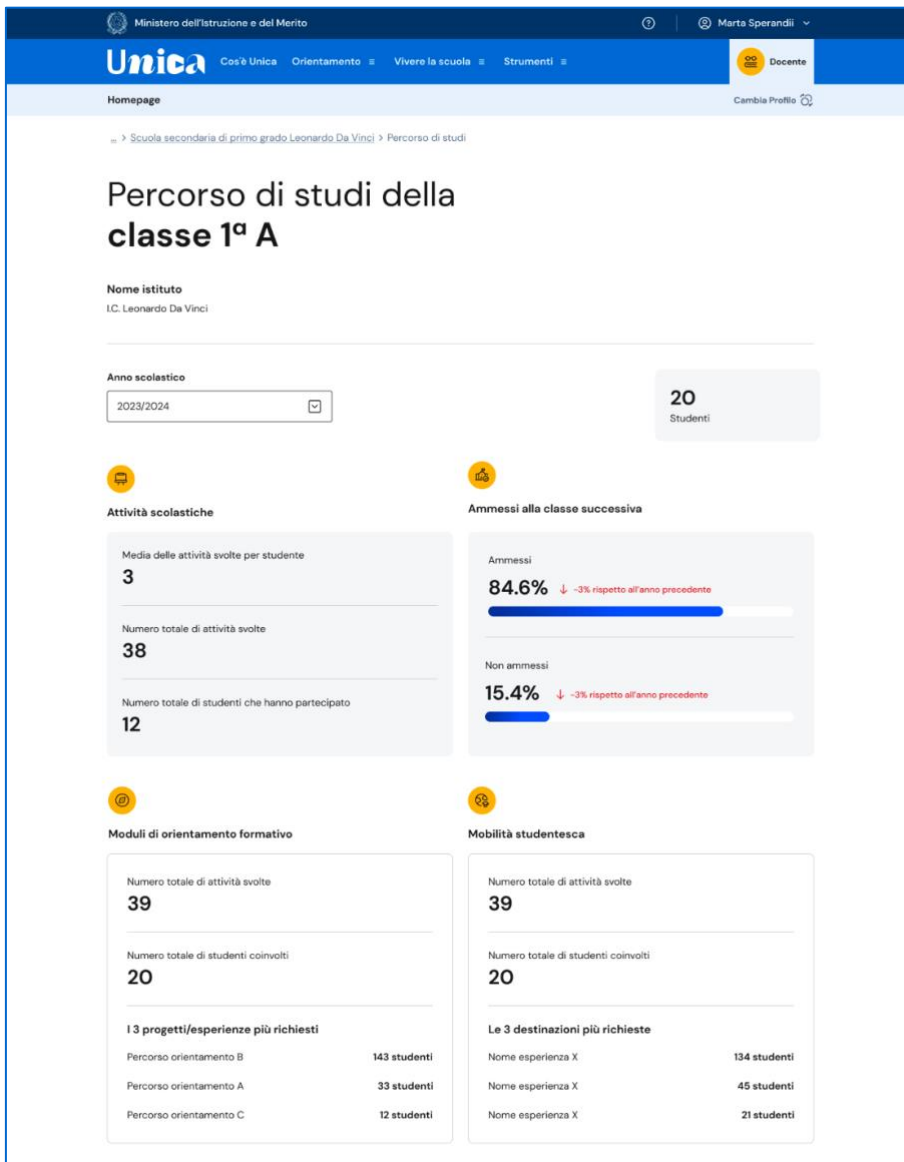 Ministero dell'Istruzione e del Merito
Marta Sperandii
Unica
Cos'è Unica Orientamento Vivere la scuola Strumenti
Docente
Homepage
Cambia Profilo
... > Scuola secondaria di primo grado Leonardo Da Vinci > Percorso di studi
Percorso di studi della
classe 1ª A
Nome istituto
I.C. Leonardo Da Vinci
Anno scolastico
2023/2024
20
Studenti
Attività scolastiche
Media delle attività svolte per studente
3
Numero totale di attività svolte
38
Numero totale di studenti che hanno partecipato
12
Ammessi alla classe successiva
Ammessi
84.6% ↓ -3% rispetto all'anno precedente
Non ammessi
15.4% ↓ -3% rispetto all'anno precedente
Moduli di orientamento formativo
Numero totale di attività svolte
39
Numero totale di studenti coinvolti
20
I 3 progetti/esperienze più richiesti
Percorso orientamento B 143 studenti
Percorso orientamento A 33 studenti
Percorso orientamento C 12 studenti
Mobilità studentesca
Numero totale di attività svolte
39
Numero totale di studenti coinvolti
20
Le 3 destinazioni più richieste
Nome esperienza X 134 studenti
Nome esperienza X 45 studenti
Nome esperienza X 21 studenti